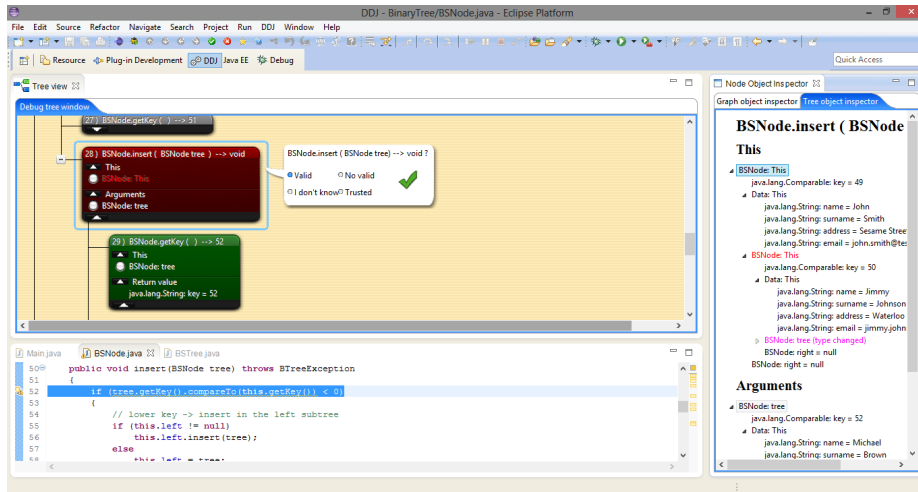 DDJ - BinaryTree/BSNode.java - Eclipse Platform
File Edit Source Refactor Navigate Search Project Run DDJ Window Help
Resource Plug-in Development DDJ Java EE Debug
Quick Access
Tree view
Debug tree window
27 ) BSNode.getKey ( ) --> 51
28 ) BSNode.insert ( BSNode tree ) --> void
This
BSNode: This
Arguments
BSNode: tree
BSNode.insert ( BSNode tree) --> void ?
Valid No valid
I don't know Trusted
29 ) BSNode.getKey ( ) --> 52
This
BSNode: tree
Return value
java.lang.String: key = 52
Main.java BSNode.java BSTree.java
50 public void insert(BSNode tree) throws BTreeException
51 {
52 if (tree.getKey().compareTo(this.getKey()) < 0)
53 {
54 // lower key -> insert in the left subtree
55 if (this.left != null)
56 this.left.insert(tree);
57 else
58 this.left = tree;
Node Object Inspector
Graph object inspector Tree object inspector
BSNode.insert ( BSNode
This
BSNode: This
java.lang.Comparable: key = 49
Data: This
java.lang.String: name = John
java.lang.String: surname = Smith
java.lang.String: address = Sesame Stree
java.lang.String: email = john.smith@tes
BSNode: This
java.lang.Comparable: key = 50
Data: This
java.lang.String: name = Jimmy
java.lang.String: surname = Johnson
java.lang.String: address = Waterloo
java.lang.String: email = jimmy.john
BSNode: tree (type changed)
BSNode: right = null
BSNode: right = null
Arguments
BSNode: tree
java.lang.Comparable: key = 52
Data: This
java.lang.String: name = Michael
java.lang.String: surname = Brown